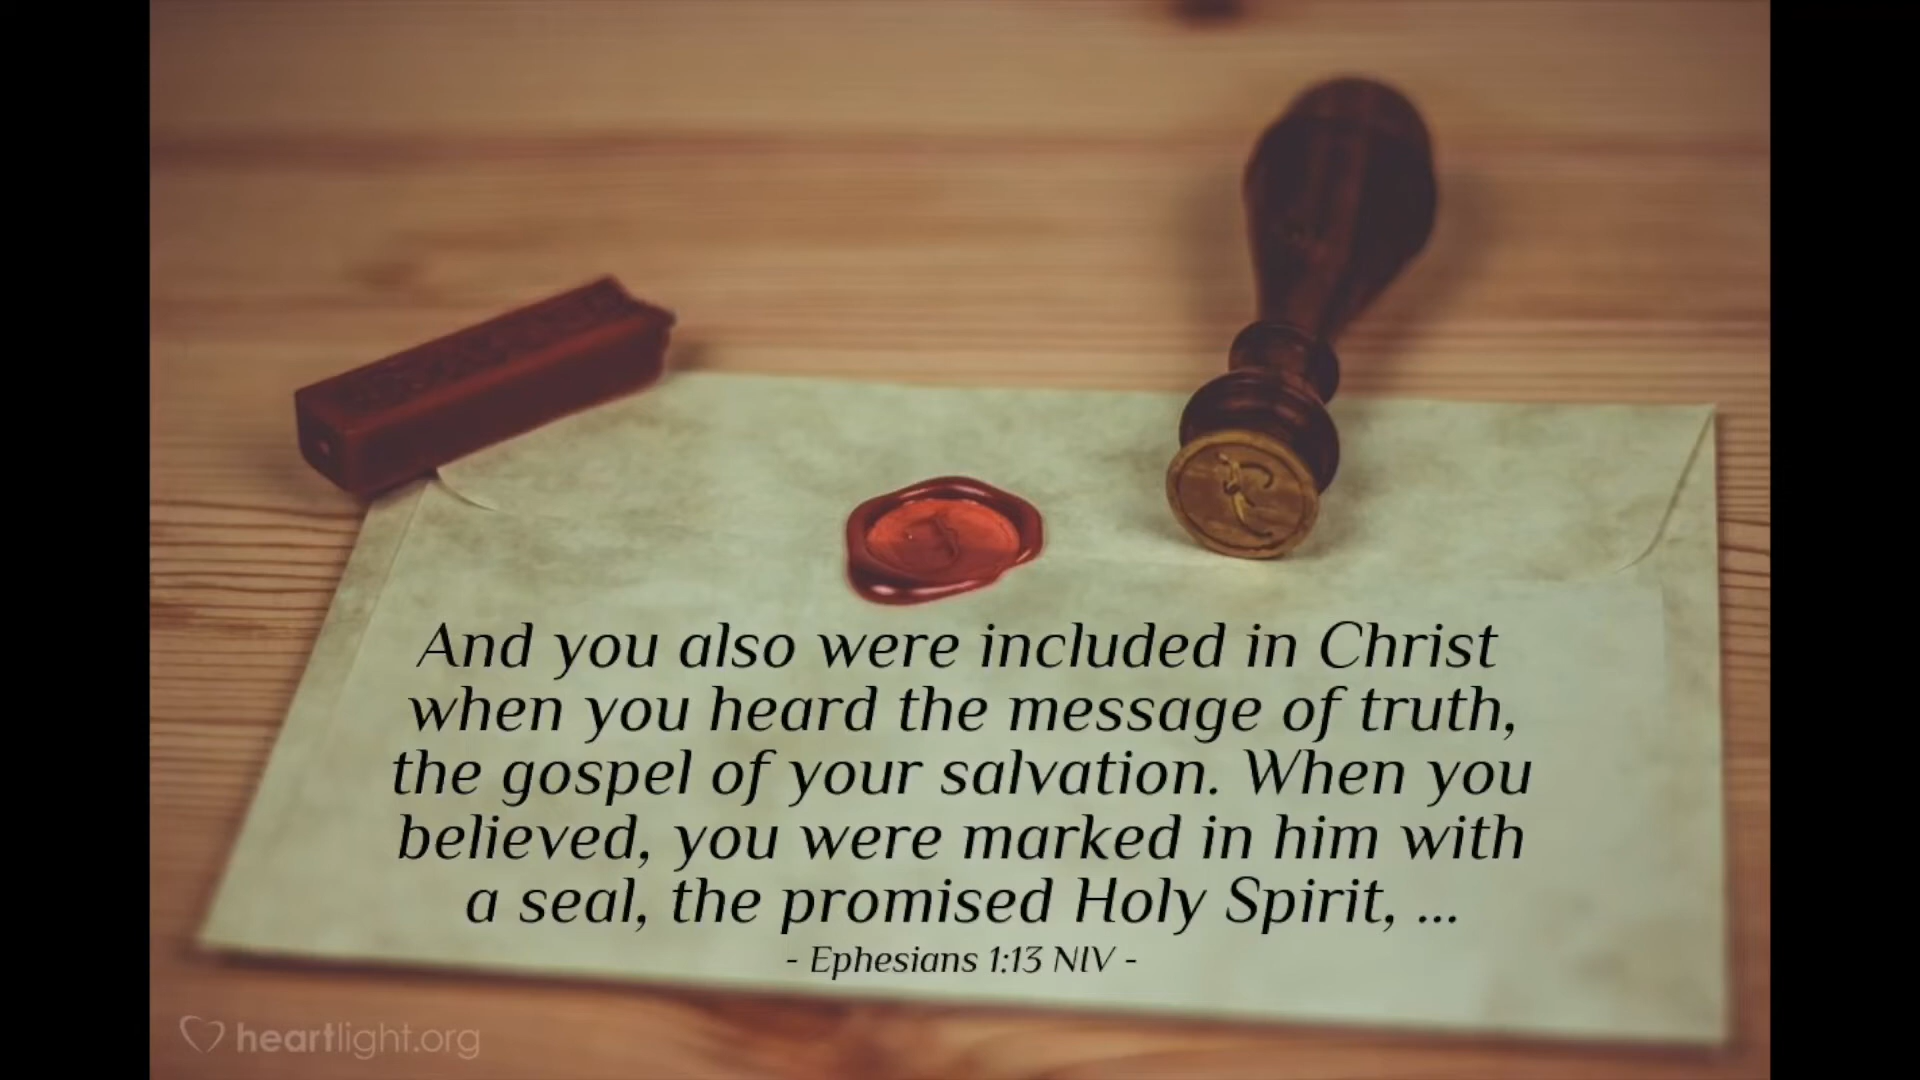 And you also were included in Christ
when you heard the message of truth,
the gospel of your salvation. When you
believed, you were marked in him with
a seal, the promised Holy Spirit, ...
- Ephesians 1:13 NIV -
heartlight.org